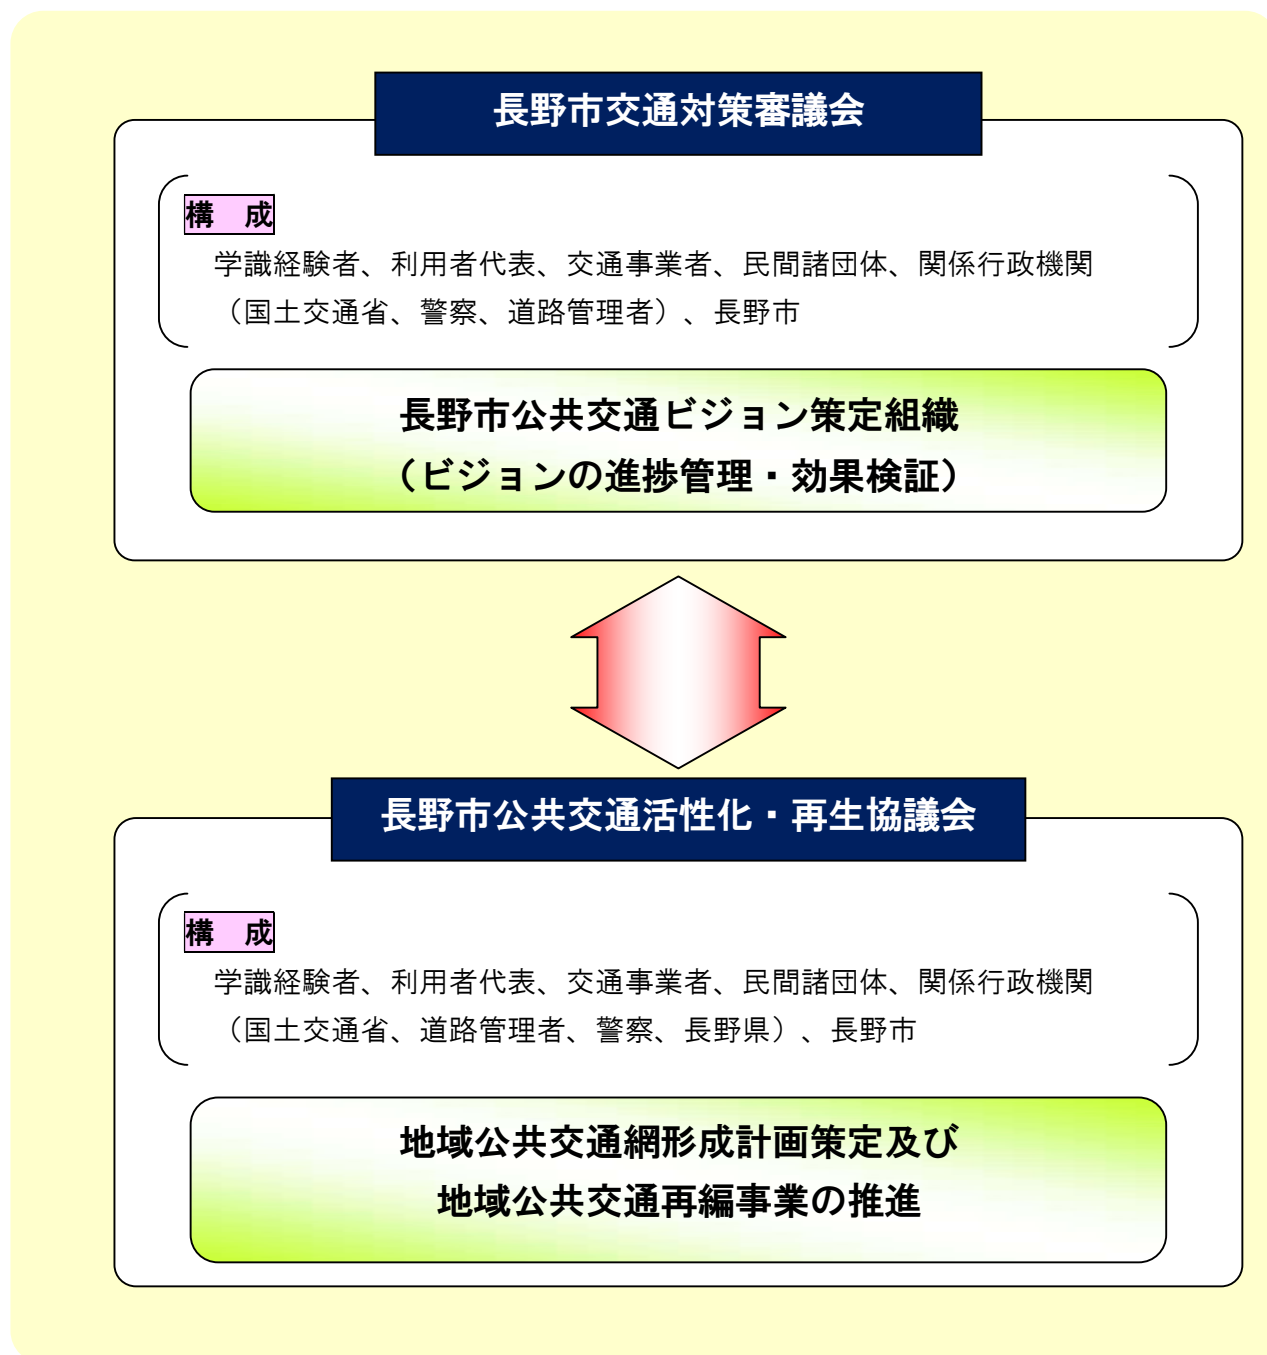 長野市交通対策審議会
構　成
学識経験者、利用者代表、交通事業者、民間諸団体、関係行政機関
（国土交通省、警察、道路管理者）、長野市
長野市公共交通ビジョン策定組織
（ビジョンの進捗管理・効果検証）
長野市公共交通活性化・再生協議会
構　成
学識経験者、利用者代表、交通事業者、民間諸団体、関係行政機関
（国土交通省、道路管理者、警察、長野県）、長野市
地域公共交通網形成計画策定及び
地域公共交通再編事業の推進